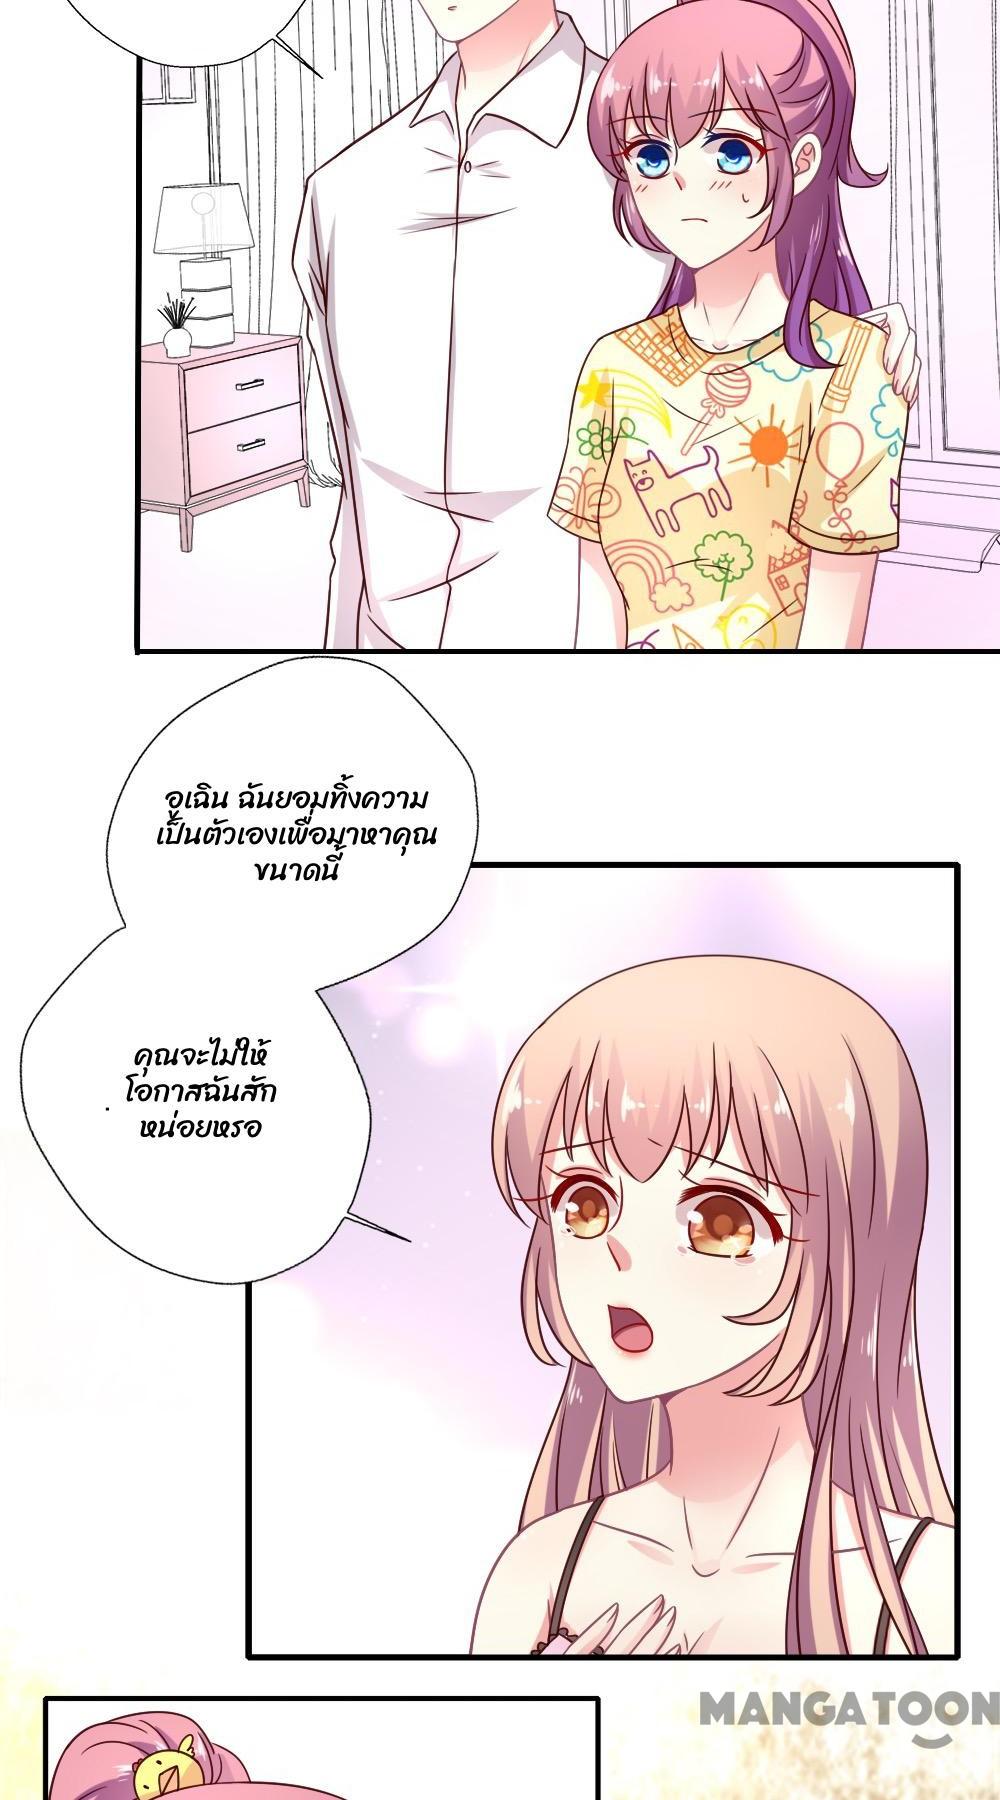 อูเฉิน ฉันยอมทิ้งความ
เป็นตัวเองเพื่อมาหาคุณ
ขนาดนี้
คุณจะไม่ให้
โอกาสฉันสัก
หน่อยหรอ
MANGATOON